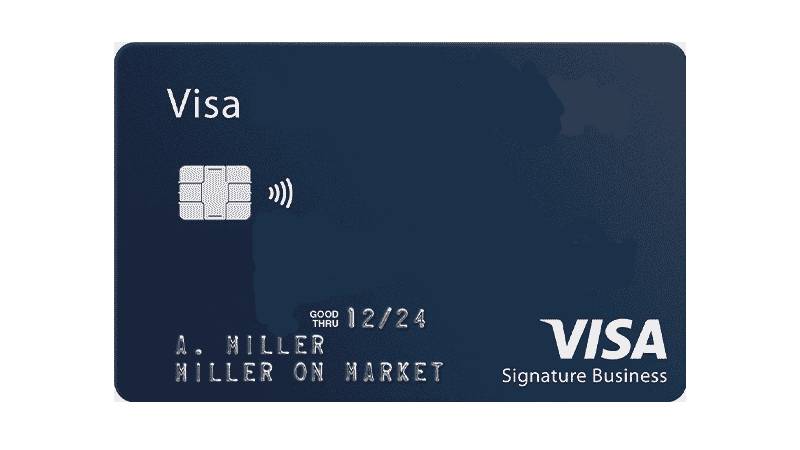 Visa
GOOD THRU 12/24
A. MILLER
MILLER ON MARKET
VISA
Signature Business